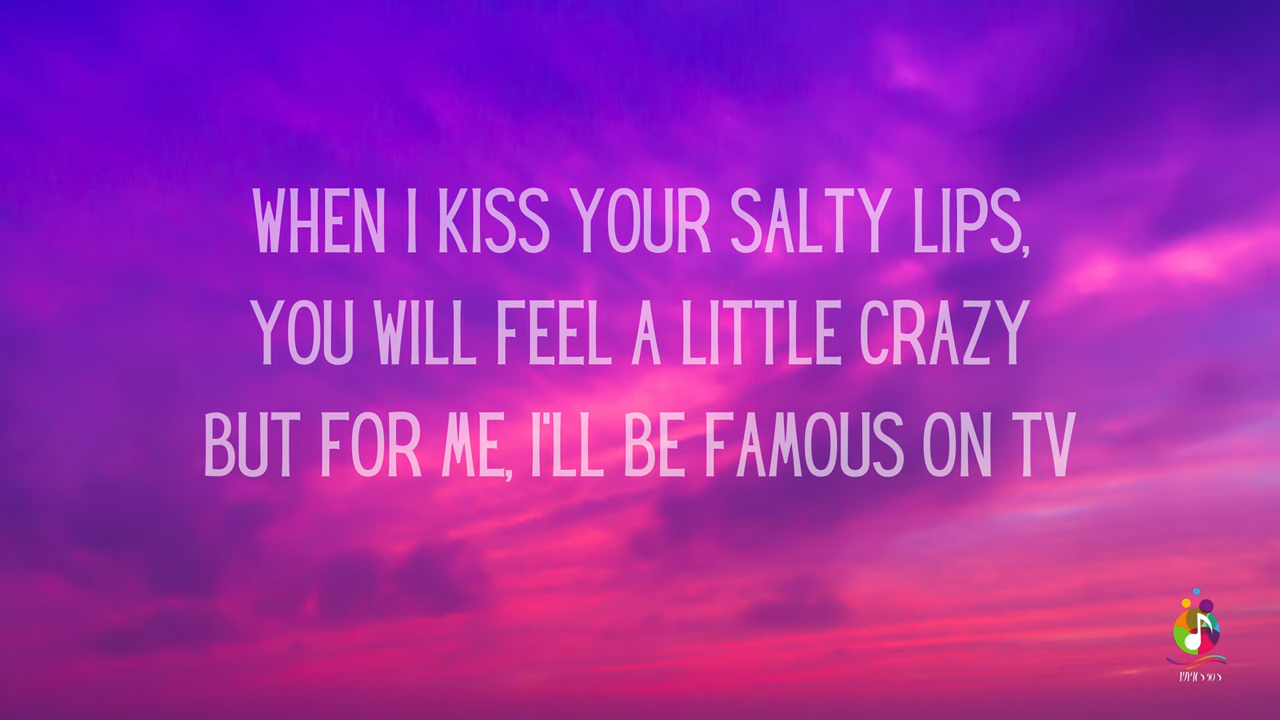 WHEN I KISS YOUR SALTY LIPS,
YOU WILL FEEL A LITTLE CRAZY
BUT FOR ME, I'LL BE FAMOUS ON TV